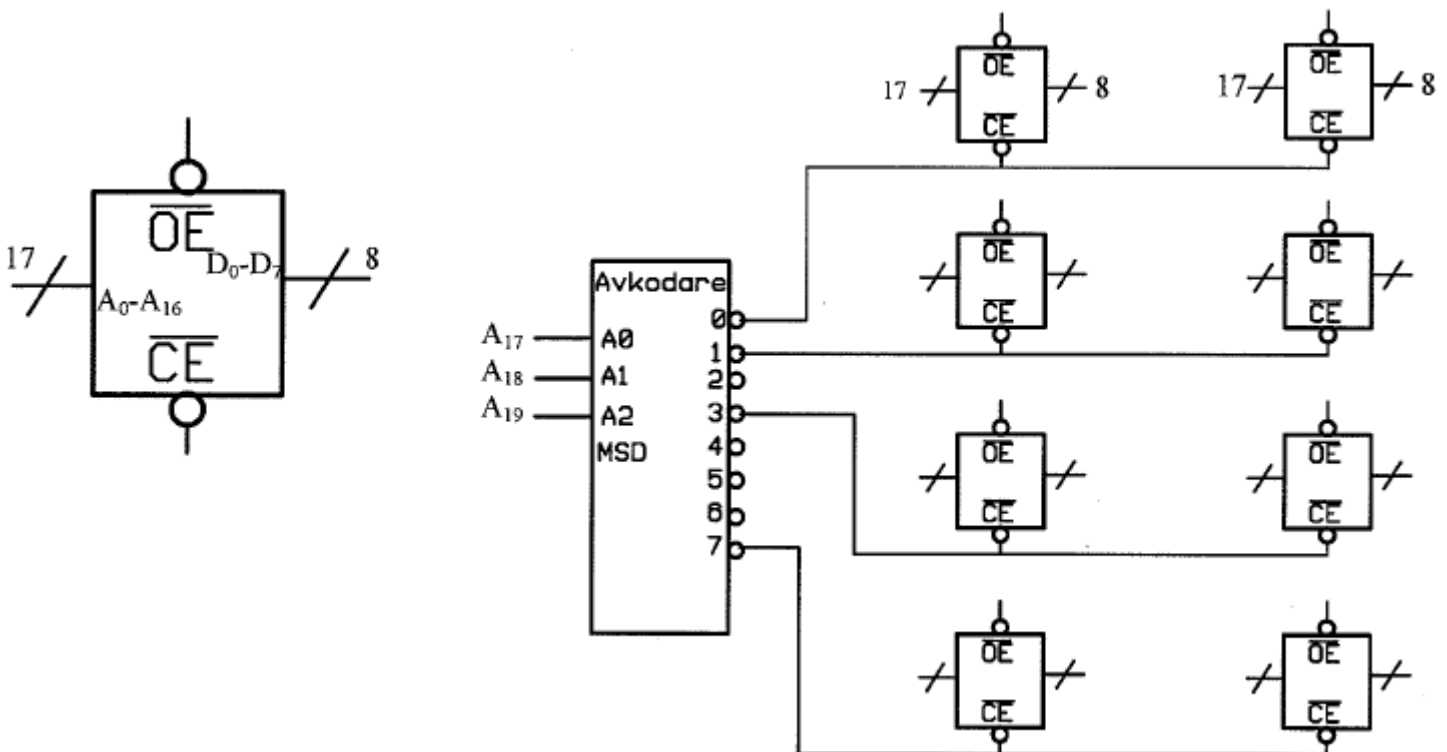 17
OE
D₀-D₇
8
A₀-A₁₆
CE
Avkodare
A₁₇ A0
A₁₈ A1
A₁₉ A2
MSD
0
1
2
3
4
5
6
7
17 OE 8
CE
17 OE 8
CE
OE
CE
OE
CE
OE
CE
OE
CE
OE
CE
OE
CE